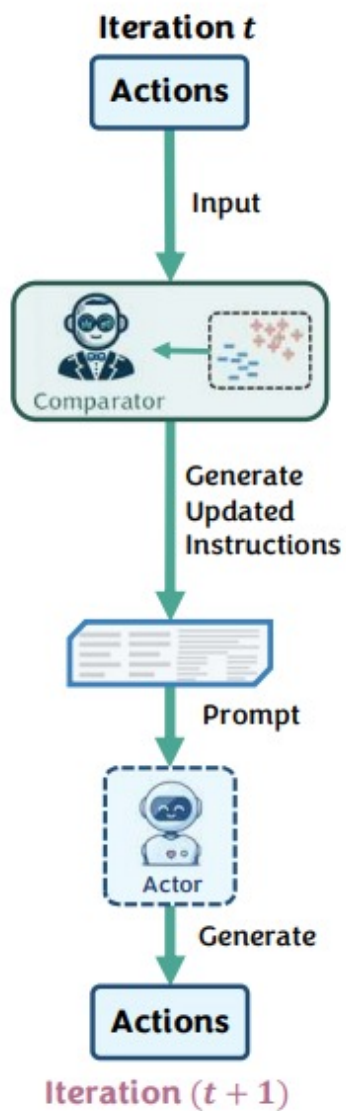 Iteration t
Actions
Input
Comparator
Generate
Updated
Instructions
Prompt
Actor
Generate
Actions
Iteration (t + 1)